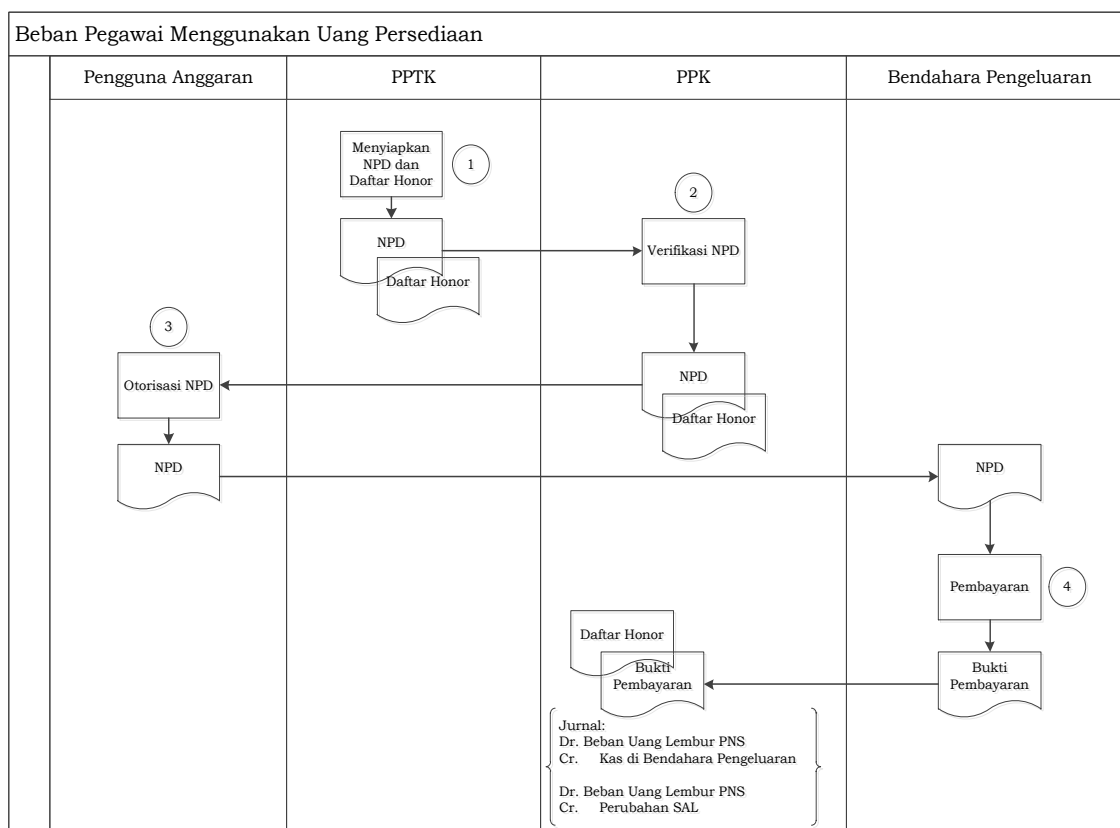 Beban Pegawai Menggunakan Uang Persediaan
Pengguna Anggaran
PPTK
PPK
Bendahara Pengeluaran
Menyiapkan
NPD dan
Daftar Honor
1
NPD
Daftar Honor
2
Verifikasi NPD
NPD
Daftar Honor
3
Otorisasi NPD
NPD
NPD
Pembayaran
4
Bukti
Pembayaran
Daftar Honor
Bukti
Pembayaran
Jurnal:
Dr. Beban Uang Lembur PNS
Cr. Kas di Bendahara Pengeluaran
Dr. Beban Uang Lembur PNS
Cr. Perubahan SAL